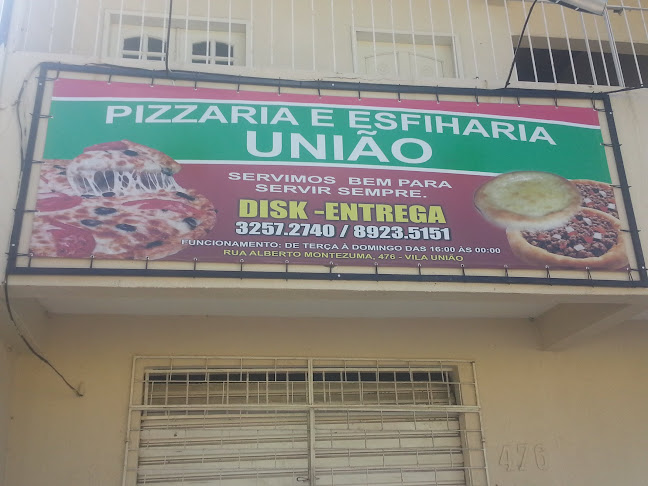 PIZZARIA E ESFIHARIA
UNIÃO
SERVIMOS BEM PARA
SERVIR SEMPRE.
DISK -ENTREGA
3257.2740 / 8923.5151
FUNCIONAMENTO: DE TERÇA À DOMINGO DAS 16:00 ÀS 00:00
RUA ALBERTO MONTEZUMA, 476 - VILA UNIÃO
476